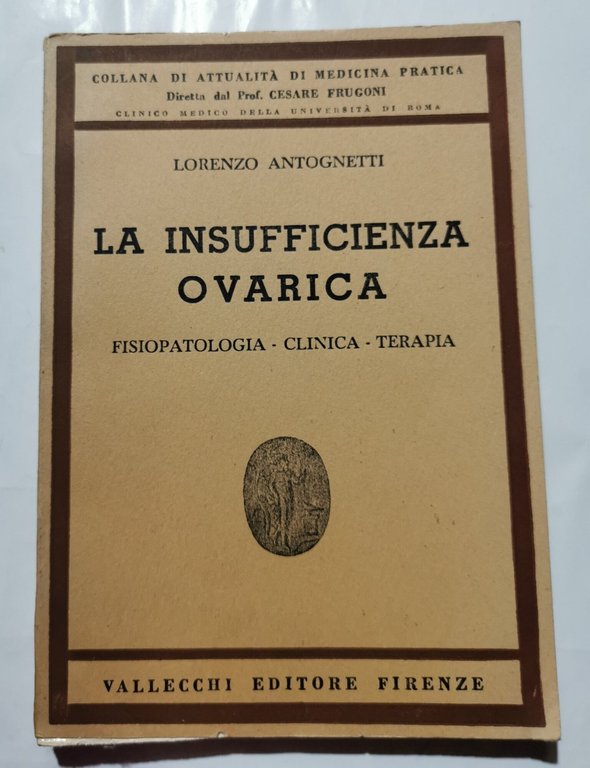 COLLANA DI ATTUALITÀ DI MEDICINA PRATICA
Diretta dal Prof. CESARE FRUGONI
CLINICO MEDICO DELLA UNIVERSITÀ DI ROMA
LORENZO ANTOGNETTI
LA INSUFFICIENZA
OVARICA
FISIOPATOLOGIA - CLINICA - TERAPIA
VALLECCHI EDITORE FIRENZE